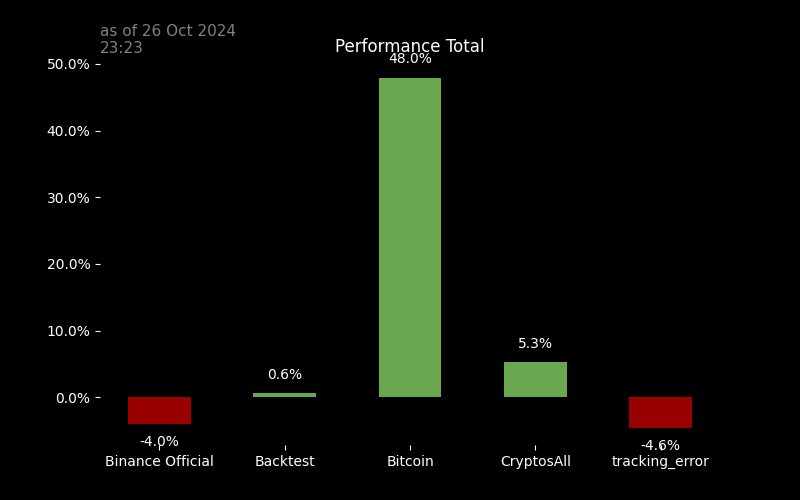 as of 26 Oct 2024
23:23
Performance Total
50.0%
40.0%
30.0%
20.0%
10.0%
0.0%
-4.0%
0.6%
48.0%
5.3%
-4.6%
Binance Official
Backtest
Bitcoin
CryptosAll
tracking_error